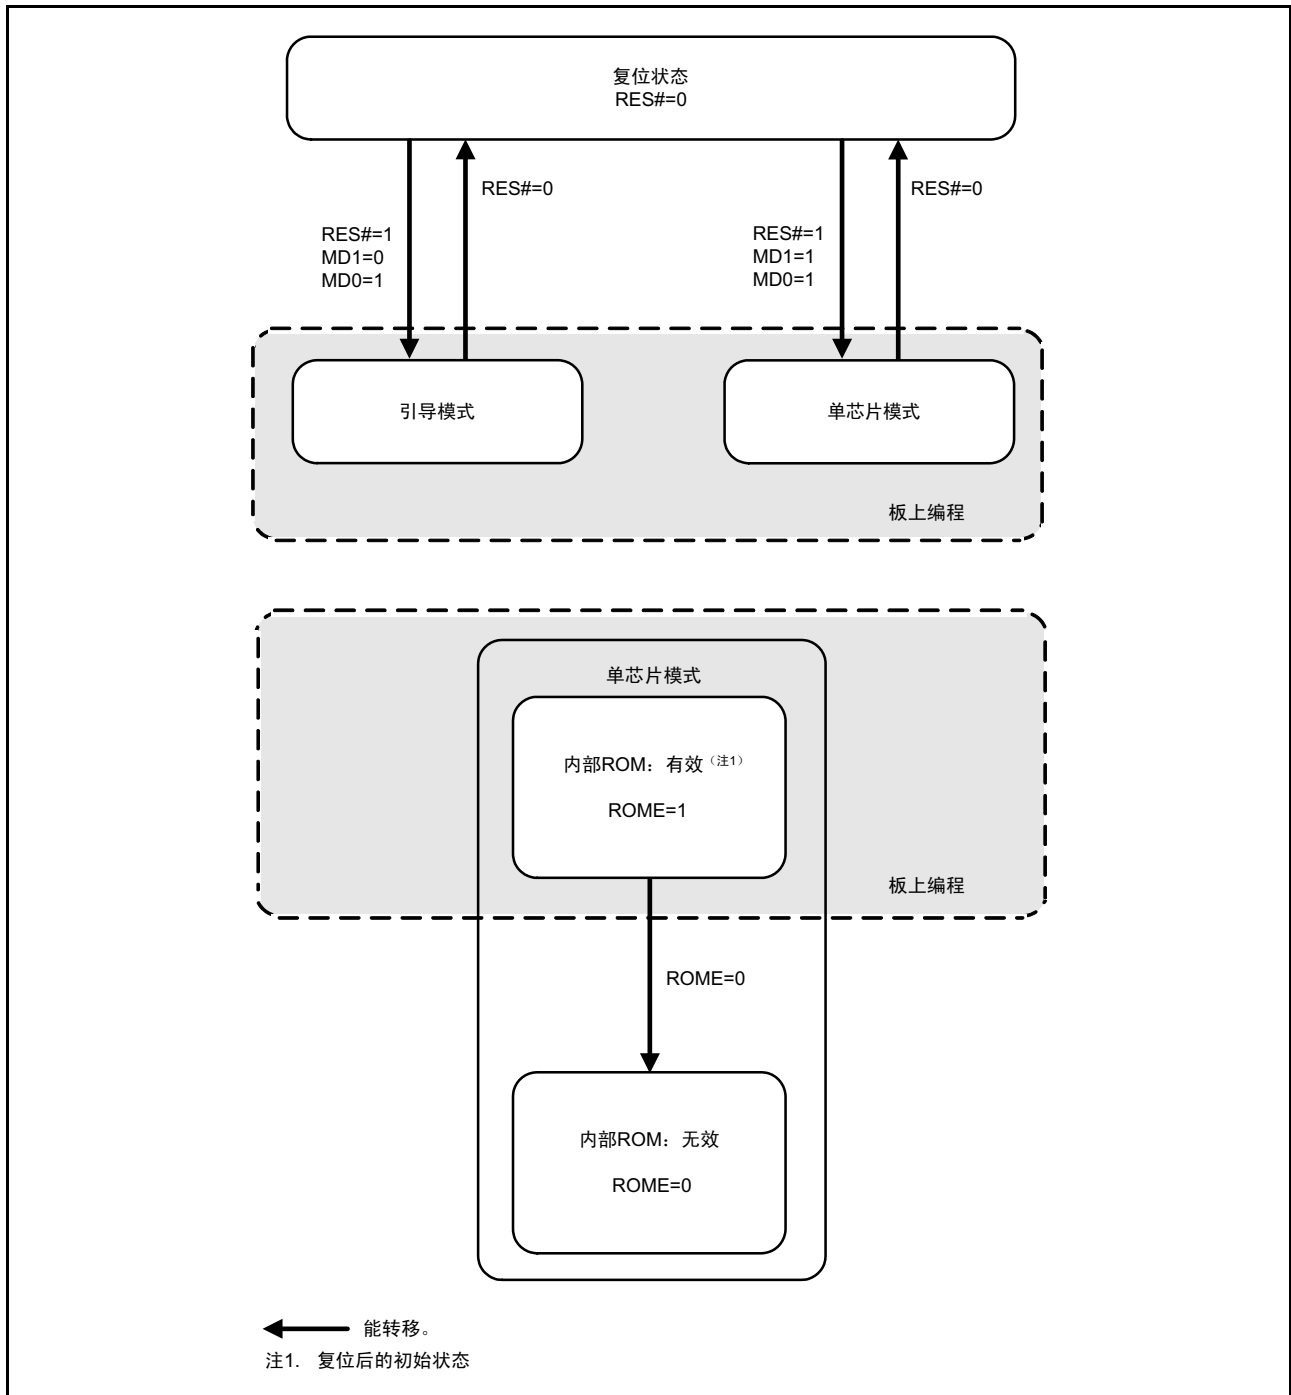 复位状态
RES#=0
RES#=0
RES#=0
RES#=1
MD1=0
MD0=1
RES#=1
MD1=1
MD0=1
引导模式
单芯片模式
板上编程
单芯片模式
内部ROM：有效（注1）
ROME=1
板上编程
ROME=0
内部ROM：无效
ROME=0
能转移。
注1. 复位后的初始状态